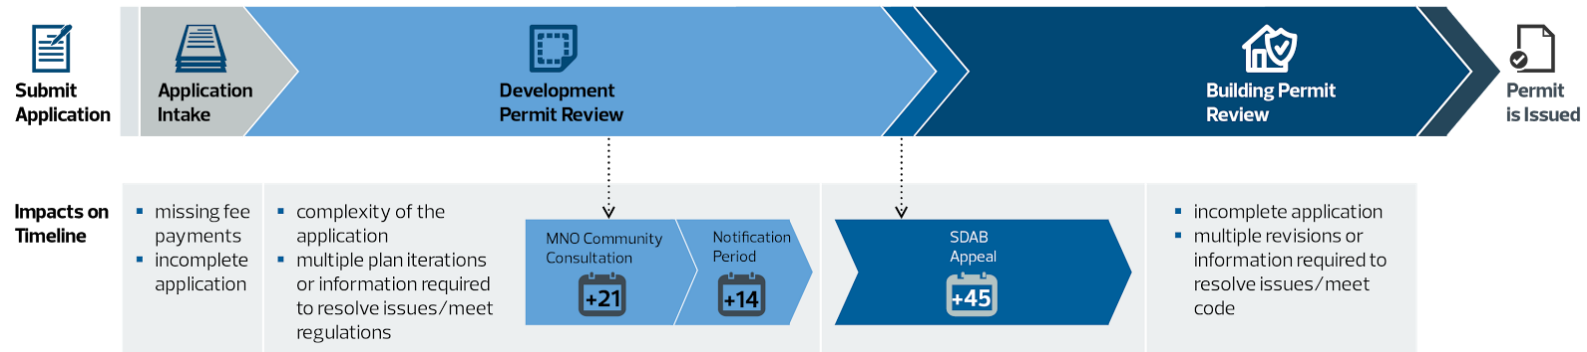 Submit
Application
Application
Intake
Development
Permit Review
Building Permit
Review
Permit
is Issued
Impacts on
Timeline
▪ missing fee
payments
▪ incomplete
application
▪ complexity of the
application
▪ multiple plan iterations
or information required
to resolve issues/meet
regulations
MNO Community
Consultation
+21
Notification
Period
+14
SDAB
Appeal
+45
▪ incomplete application
▪ multiple revisions or
information required to
resolve issues/meet
code